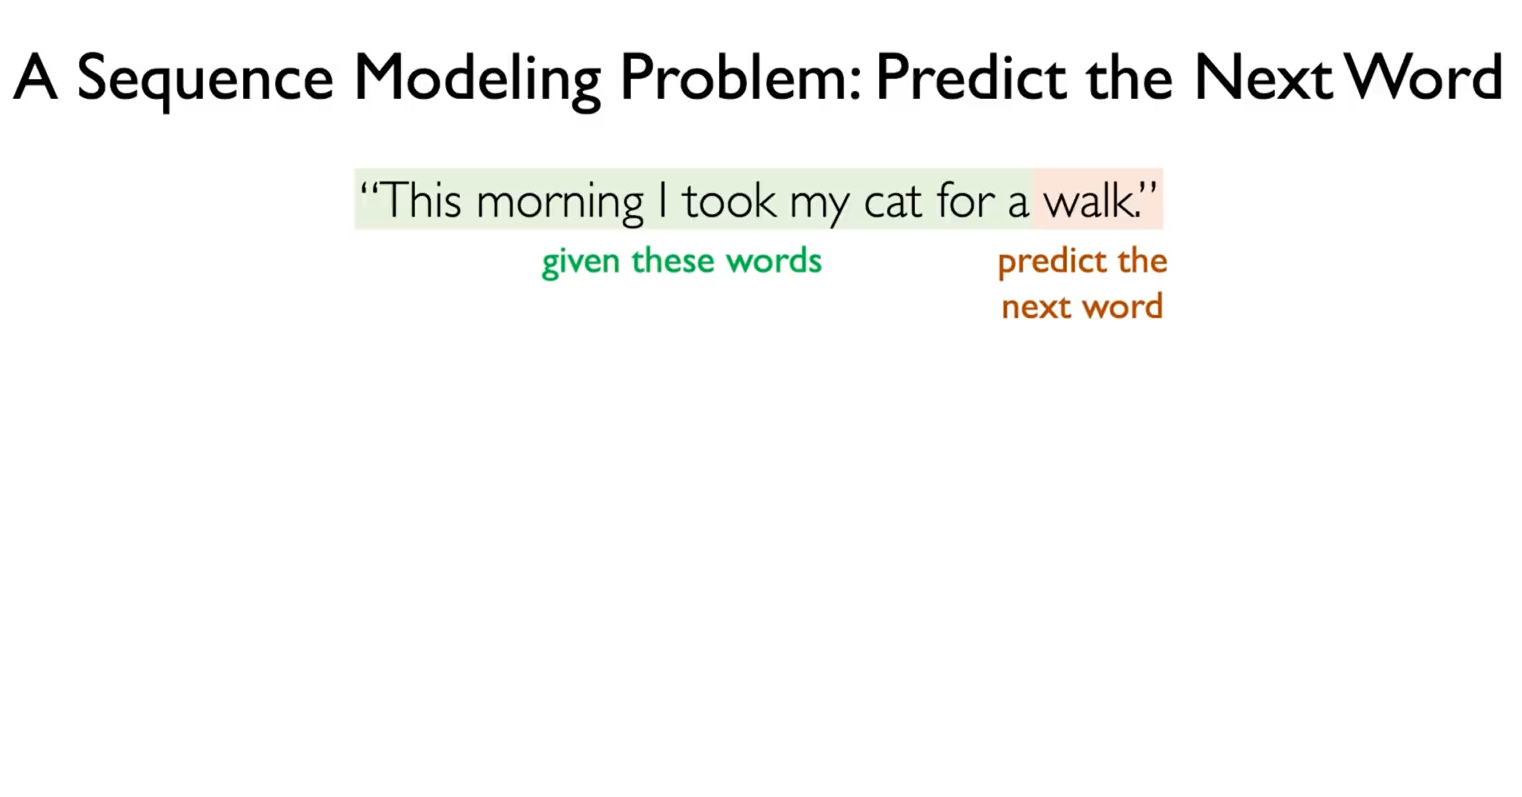 A Sequence Modeling Problem: Predict the Next Word
“This morning I took my cat for a walk.”
given these words
predict the
next word